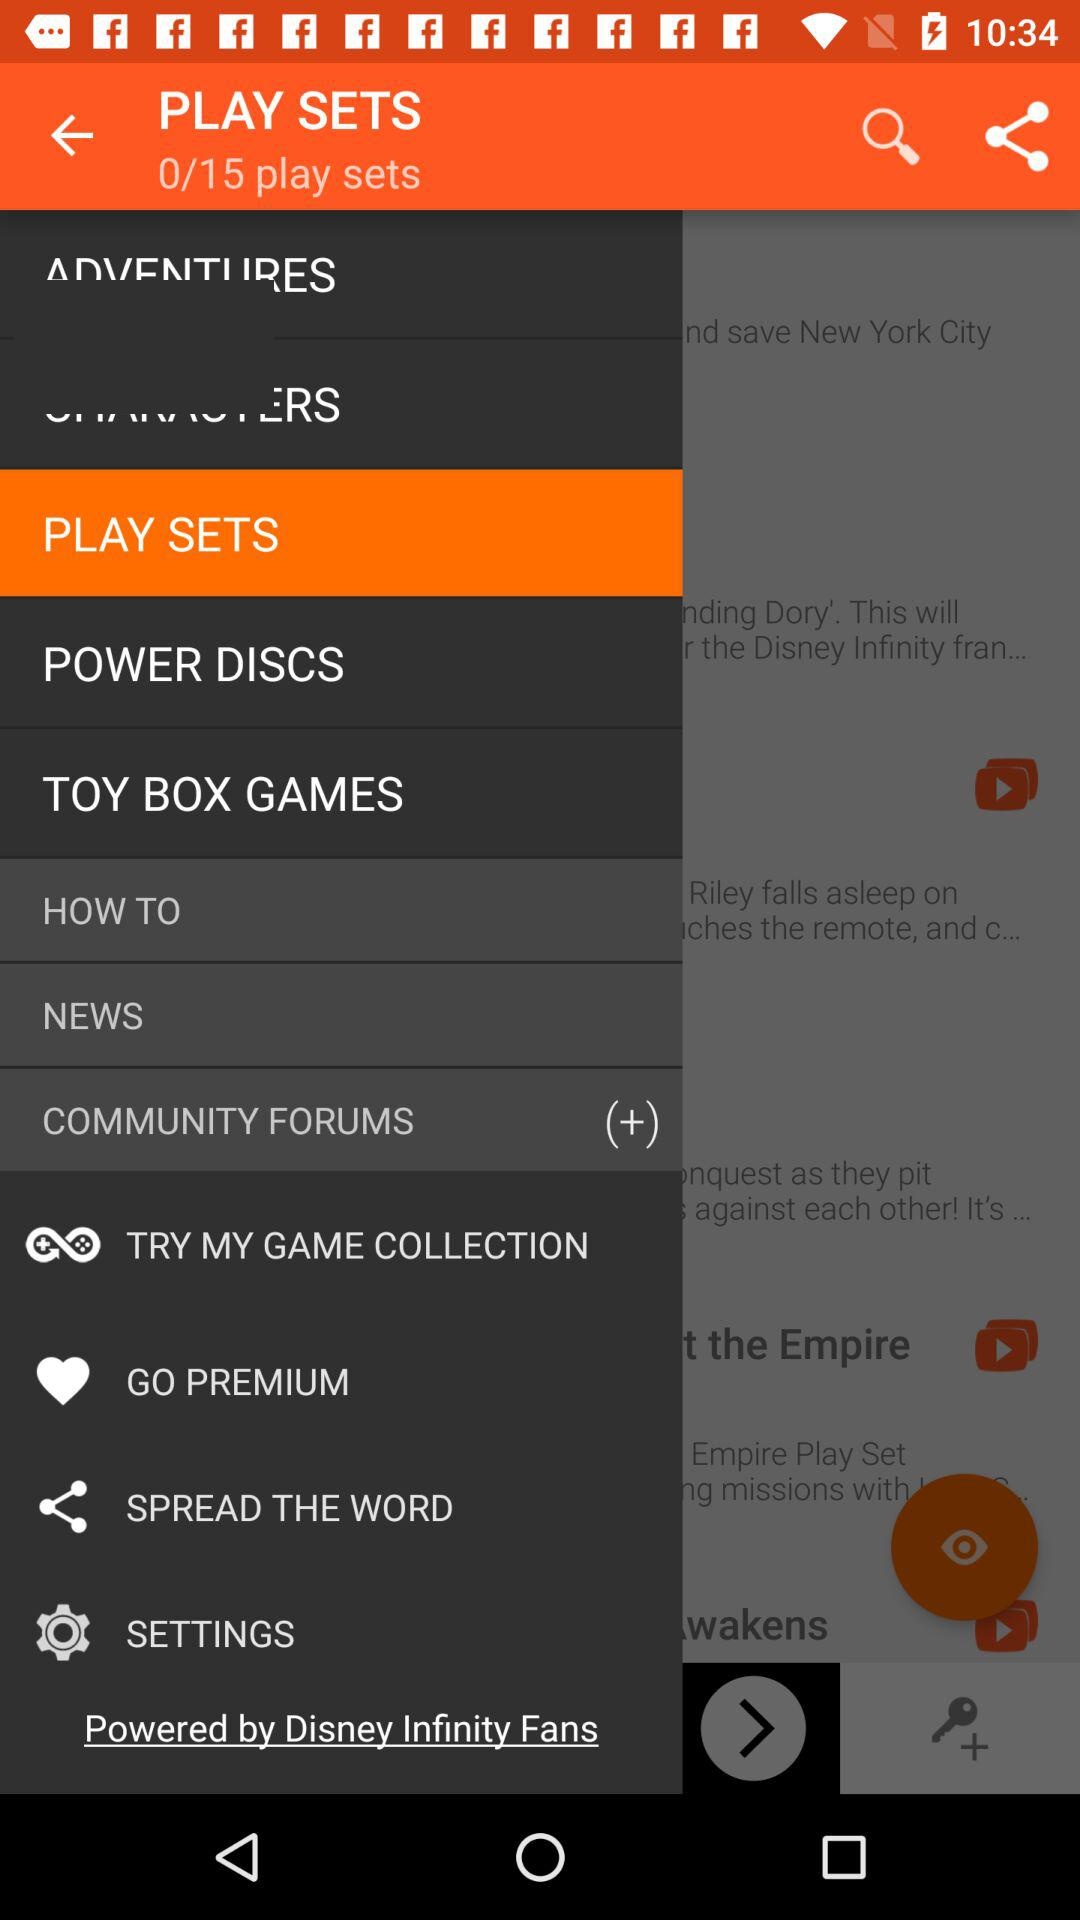 10:34
PLAY SETS
0/15 play sets
ADVENTURES
nd save New York City
CHARACTERS
PLAY SETS
nding Dory'. This will
r the Disney Infinity fran...
POWER DISCS
TOY BOX GAMES
Riley falls asleep on
uches the remote, and c...
HOW TO
NEWS
COMMUNITY FORUMS (+)
onquest as they pit
s against each other! It’s ...
TRY MY GAME COLLECTION
t the Empire
GO PREMIUM
Empire Play Set
ng missions with
SPREAD THE WORD
wakens
SETTINGS
Powered by Disney Infinity Fans